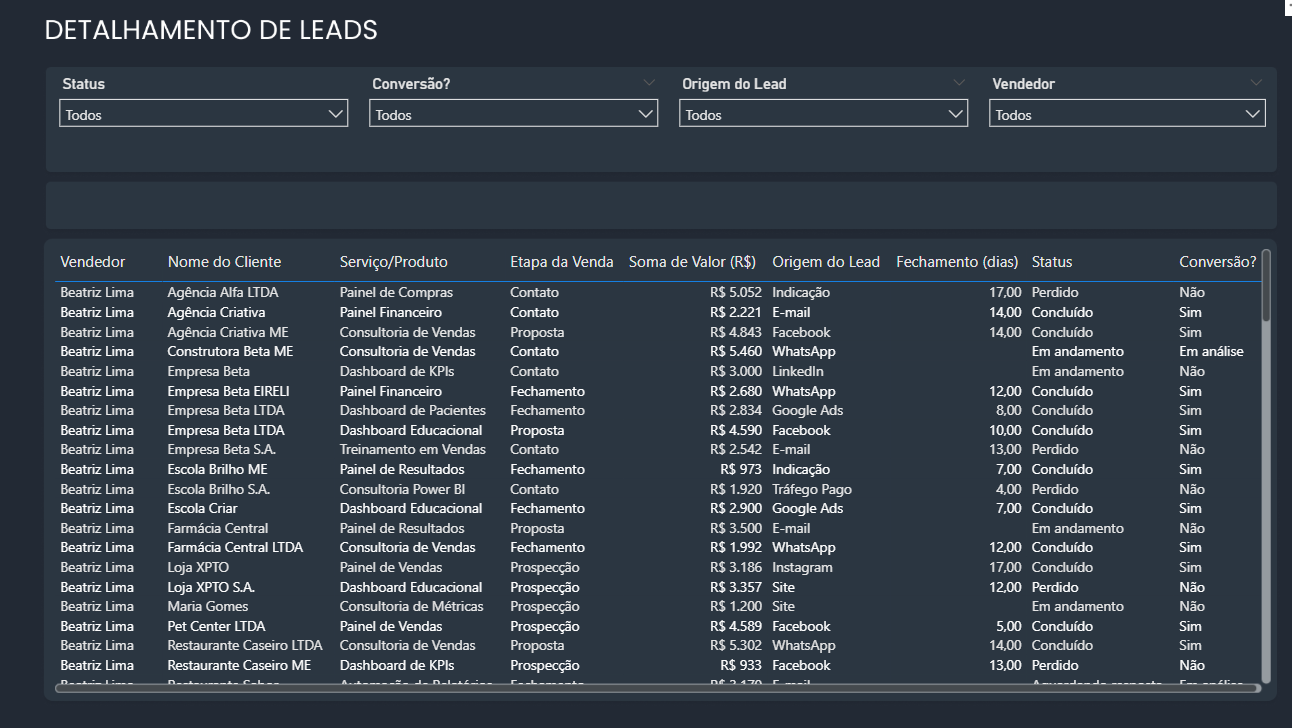 DETALHAMENTO DE LEADS
Status Conversão? Origem do Lead Vendedor
Todos Todos Todos Todos
Vendedor Nome do Cliente Serviço/Produto Etapa da Venda Soma de Valor (R$) Origem do Lead Fechamento (dias) Status Conversão?
Beatriz Lima Agência Alfa LTDA Painel de Compras Contato R$ 5.052 Indicação 17,00 Perdido Não
Beatriz Lima Agência Criativa Painel Financeiro Contato R$ 2.221 E-mail 14,00 Concluído Sim
Beatriz Lima Agência Criativa ME Consultoria de Vendas Proposta R$ 4.843 Facebook 14,00 Concluído Sim
Beatriz Lima Construtora Beta ME Consultoria de Vendas Contato R$ 5.460 WhatsApp Em andamento Em análise
Beatriz Lima Empresa Beta Dashboard de KPIs Contato R$ 3.000 LinkedIn Em andamento Não
Beatriz Lima Empresa Beta EIRELI Painel Financeiro Fechamento R$ 2.680 WhatsApp 12,00 Concluído Sim
Beatriz Lima Empresa Beta LTDA Dashboard de Pacientes Fechamento R$ 2.834 Google Ads 8,00 Concluído Sim
Beatriz Lima Empresa Beta LTDA Dashboard Educacional Proposta R$ 4.590 Facebook 10,00 Concluído Sim
Beatriz Lima Empresa Beta S.A. Treinamento em Vendas Contato R$ 2.542 E-mail 13,00 Perdido Não
Beatriz Lima Escola Brilho ME Painel de Resultados Fechamento R$ 973 Indicação 7,00 Concluído Sim
Beatriz Lima Escola Brilho S.A. Consultoria Power BI Contato R$ 1.920 Tráfego Pago 4,00 Perdido Não
Beatriz Lima Escola Criar Dashboard Educacional Fechamento R$ 2.900 Google Ads 7,00 Concluído Sim
Beatriz Lima Farmácia Central Painel de Resultados Proposta R$ 3.500 E-mail Em andamento Não
Beatriz Lima Farmácia Central LTDA Consultoria de Vendas Fechamento R$ 1.992 WhatsApp 12,00 Concluído Sim
Beatriz Lima Loja XPTO Painel de Vendas Prospecção R$ 3.186 Instagram 17,00 Concluído Sim
Beatriz Lima Loja XPTO S.A. Dashboard Educacional Prospecção R$ 3.357 Site 12,00 Perdido Não
Beatriz Lima Maria Gomes Consultoria de Métricas Prospecção R$ 1.200 Site Em andamento Não
Beatriz Lima Pet Center LTDA Painel de Vendas Prospecção R$ 4.589 Facebook 5,00 Concluído Sim
Beatriz Lima Restaurante Caseiro LTDA Consultoria de Vendas Proposta R$ 5.302 WhatsApp 14,00 Concluído Sim
Beatriz Lima Restaurante Caseiro ME Dashboard de KPIs Prospecção R$ 933 Facebook 13,00 Perdido Não